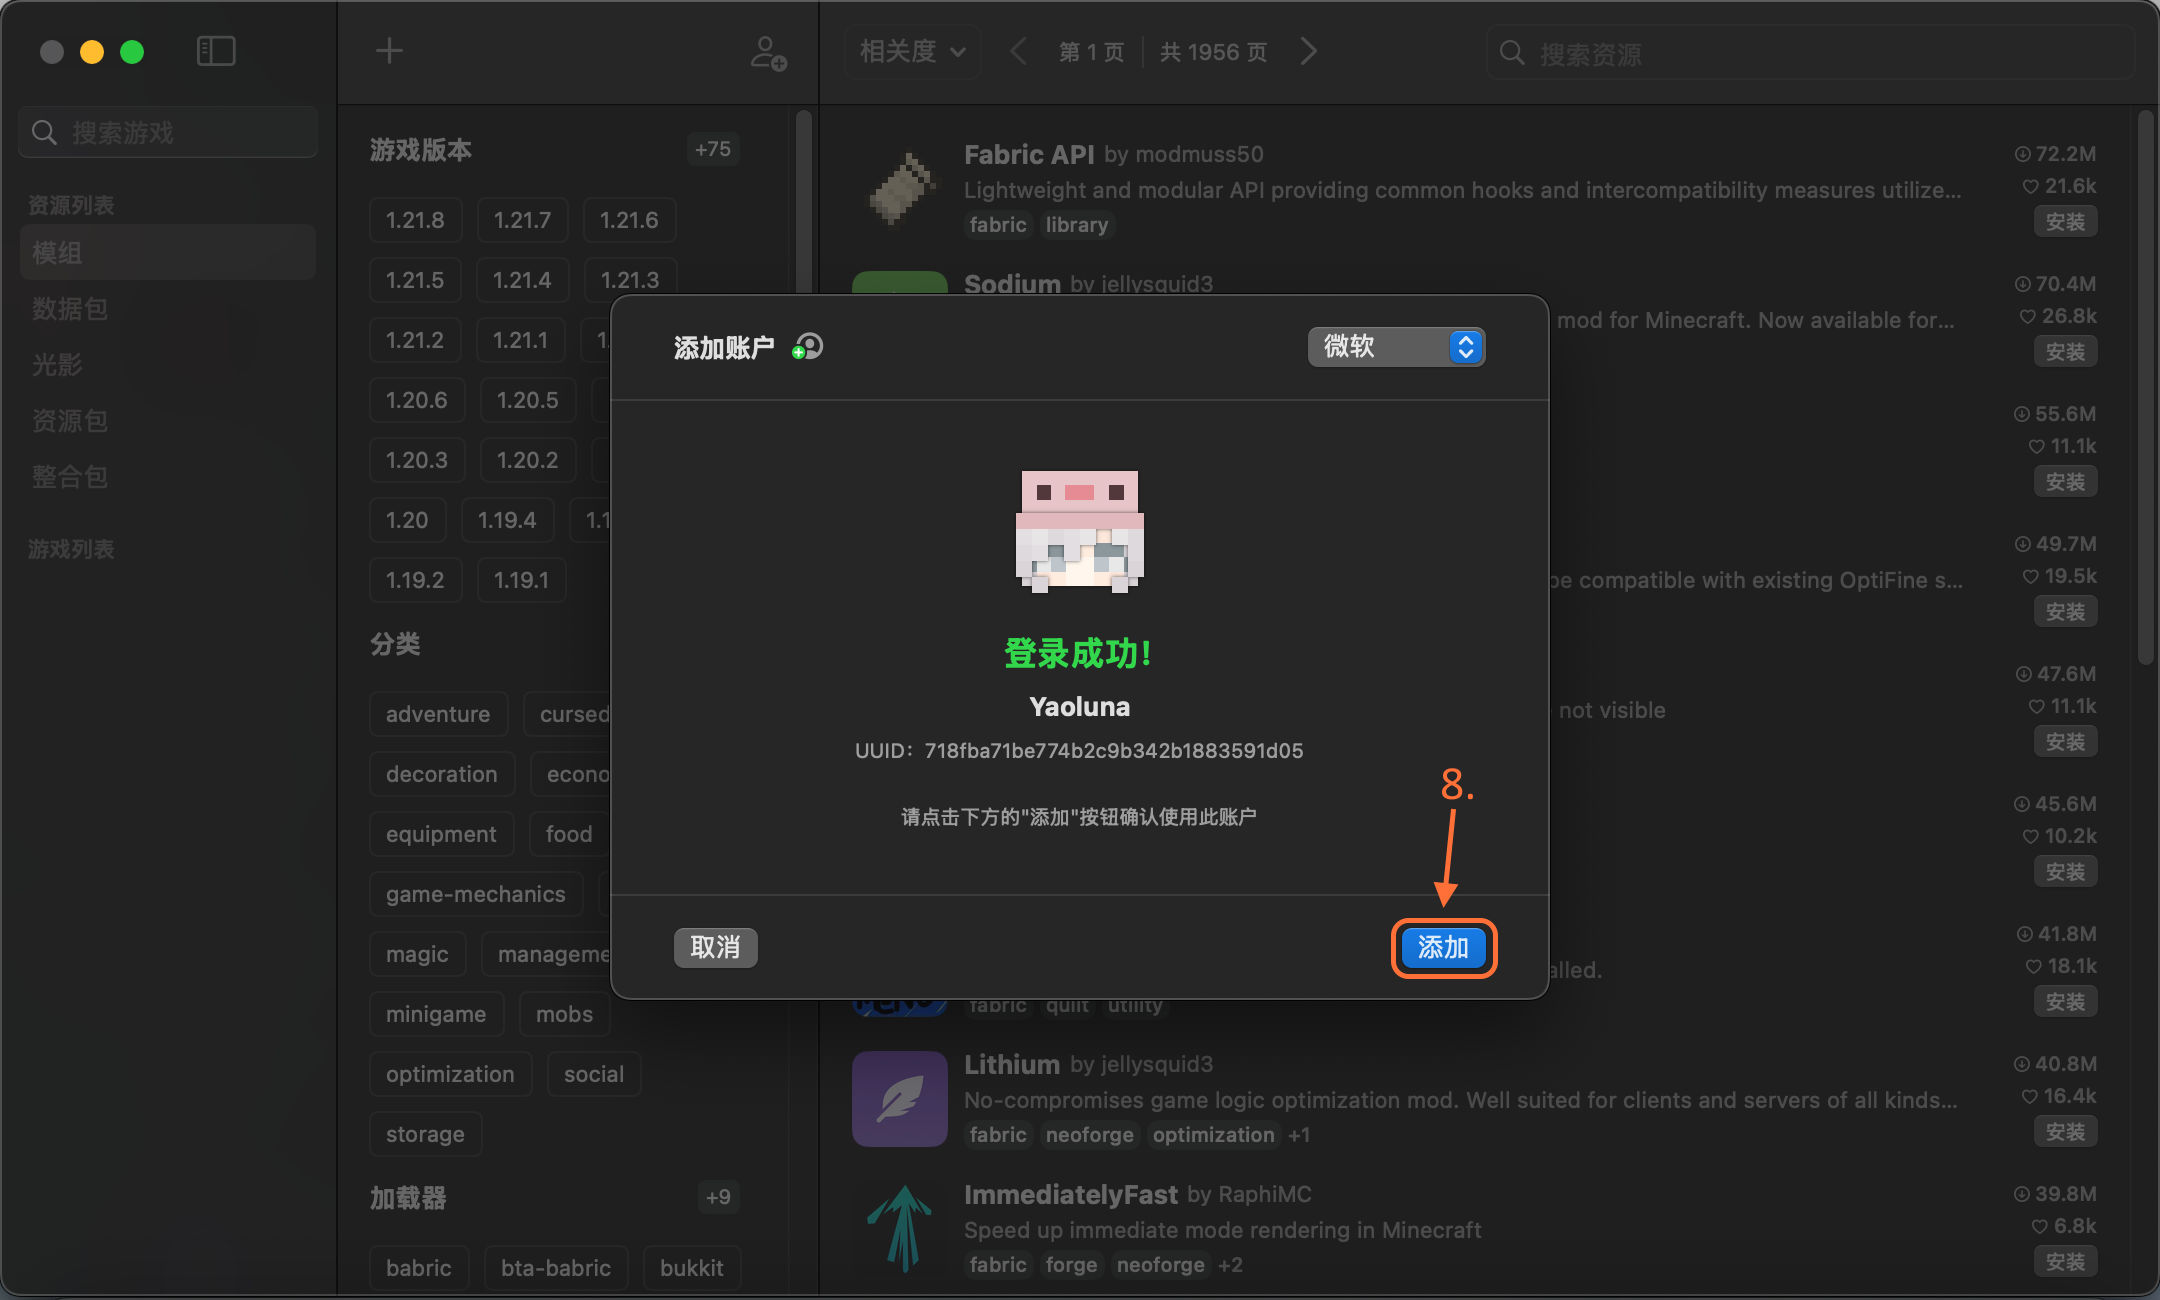 相关度
第 1 页
共 1956 页
搜索资源
搜索游戏
资源列表
模组
数据包
光影
资源包
整合包
游戏列表
游戏版本
+75
1.21.8
1.21.7
1.21.6
1.21.5
1.21.4
1.21.3
1.21.2
1.21.1
1.20.6
1.20.5
1.20.3
1.20.2
1.20
1.19.4
1.19.2
1.19.1
分类
adventure
cursed
decoration
econo
equipment
food
game-mechanics
magic
manageme
minigame
mobs
optimization
social
storage
加载器
+9
babric
bta-babric
bukkit
Fabric API by modmuss50
Lightweight and modular API providing common hooks and intercompatibility measures utilize...
fabric library
72.2M
21.6k
安装
Sodium by jellysquid3
mod for Minecraft. Now available for...
70.4M
26.8k
安装
55.6M
11.1k
安装
be compatible with existing OptiFine s...
49.7M
19.5k
安装
not visible
47.6M
11.1k
安装
45.6M
10.2k
安装
alled.
fabric quilt utility
41.8M
18.1k
安装
Lithium by jellysquid3
No-compromises game logic optimization mod. Well suited for clients and servers of all kinds...
fabric neoforge optimization +1
40.8M
16.4k
安装
ImmediatelyFast by RaphiMC
Speed up immediate mode rendering in Minecraft
fabric forge neoforge +2
39.8M
6.8k
安装
添加账户
微软
登录成功!
Yaoluna
UUID：718fba71be774b2c9b342b1883591d05
请点击下方的"添加"按钮确认使用此账户
8.
取消
添加